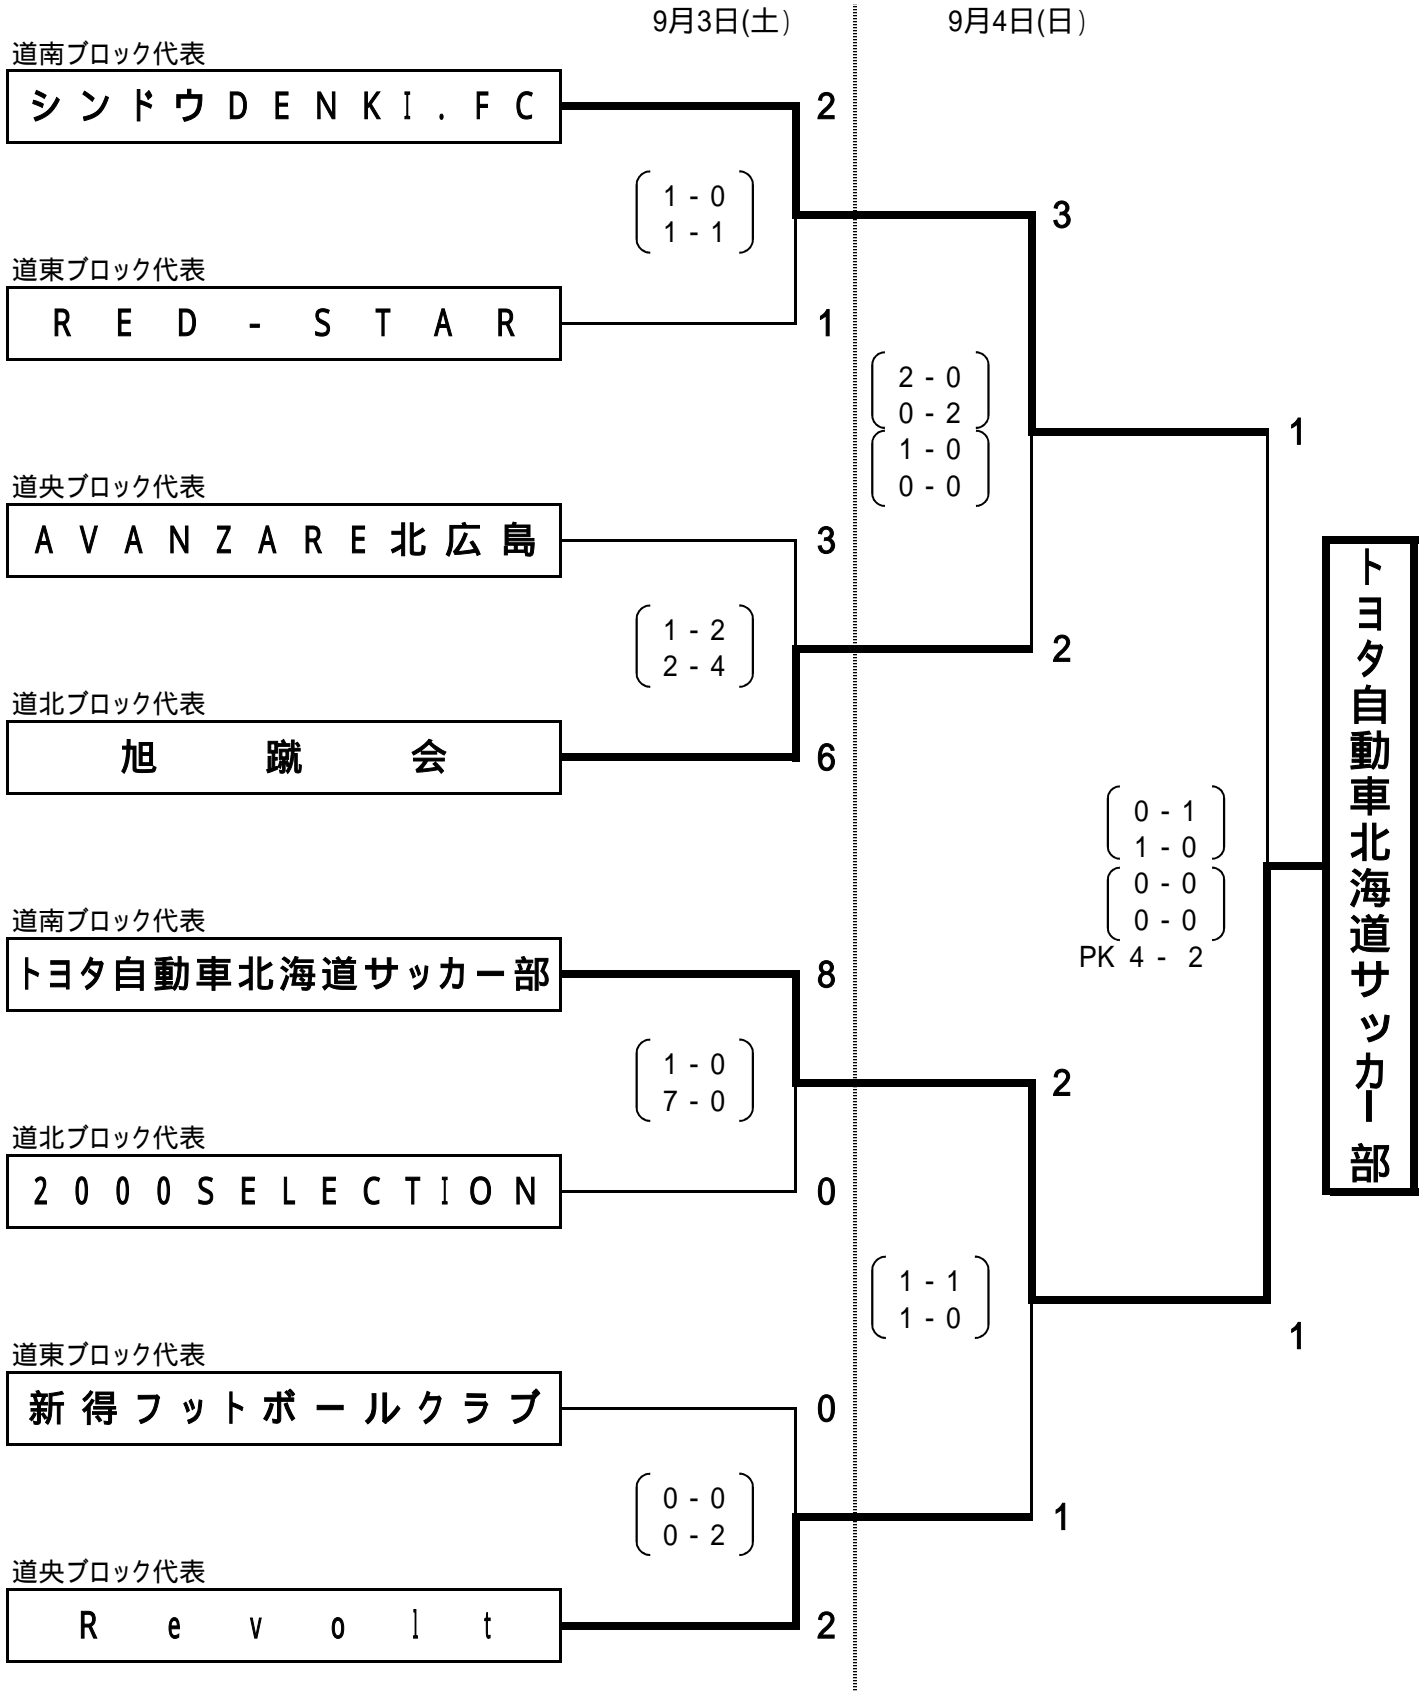 9月3日(土) 9月4日(日)
道南ブロック代表
シンドウDENKI.FC 2
1 - 0
1 - 1
3
道東ブロック代表
RED-STAR 1
2 - 0
0 - 2
1 - 0
0 - 0
1
道央ブロック代表
AVANZARE北広島 3
1 - 2
2 - 4
2
道北ブロック代表
旭蹴会 6
0 - 1
1 - 0
0 - 0
0 - 0
PK 4 - 2
トヨタ自動車北海道サッカー部
道南ブロック代表
トヨタ自動車北海道サッカー部 8
1 - 0
7 - 0
2
道北ブロック代表
2000SELECTION 0
1 - 1
1 - 0
1
道東ブロック代表
新得フットボールクラブ 0
0 - 0
0 - 2
1
道央ブロック代表
Revolt 2